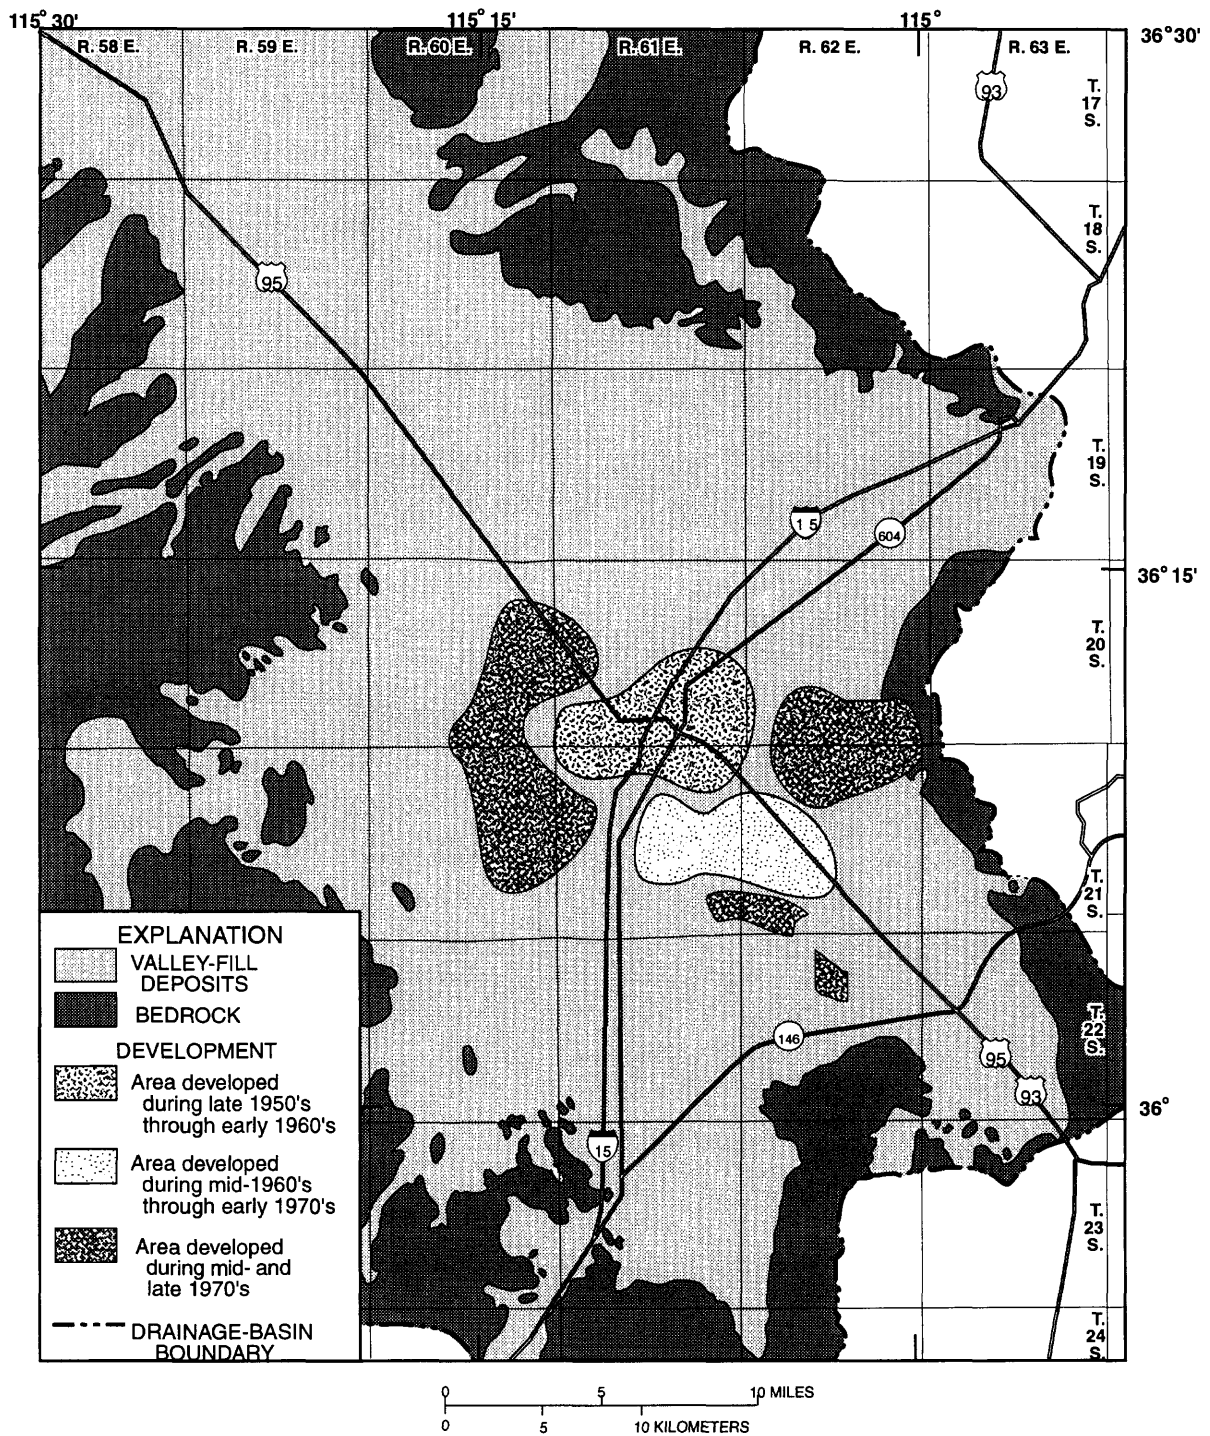 115° 30'
115° 15'
115°
36° 30'
R. 58 E.
R. 59 E.
R. 60 E.
R. 61 E.
R. 62 E.
R. 63 E.
93
T.
17
S.
T.
18
S.
95
T.
19
S.
15
604
36° 15'
T.
20
S.
T.
21
S.
EXPLANATION
VALLEY-FILL
DEPOSITS
BEDROCK
DEVELOPMENT
Area developed
during late 1950's
through early 1960's
Area developed
during mid-1960's
through early 1970's
Area developed
during mid- and
late 1970's
DRAINAGE-BASIN
BOUNDARY
T.
22
S.
146
95
93
36°
15
T.
23
S.
T.
24
S.
0 5 10 MILES
0 5 10 KILOMETERS